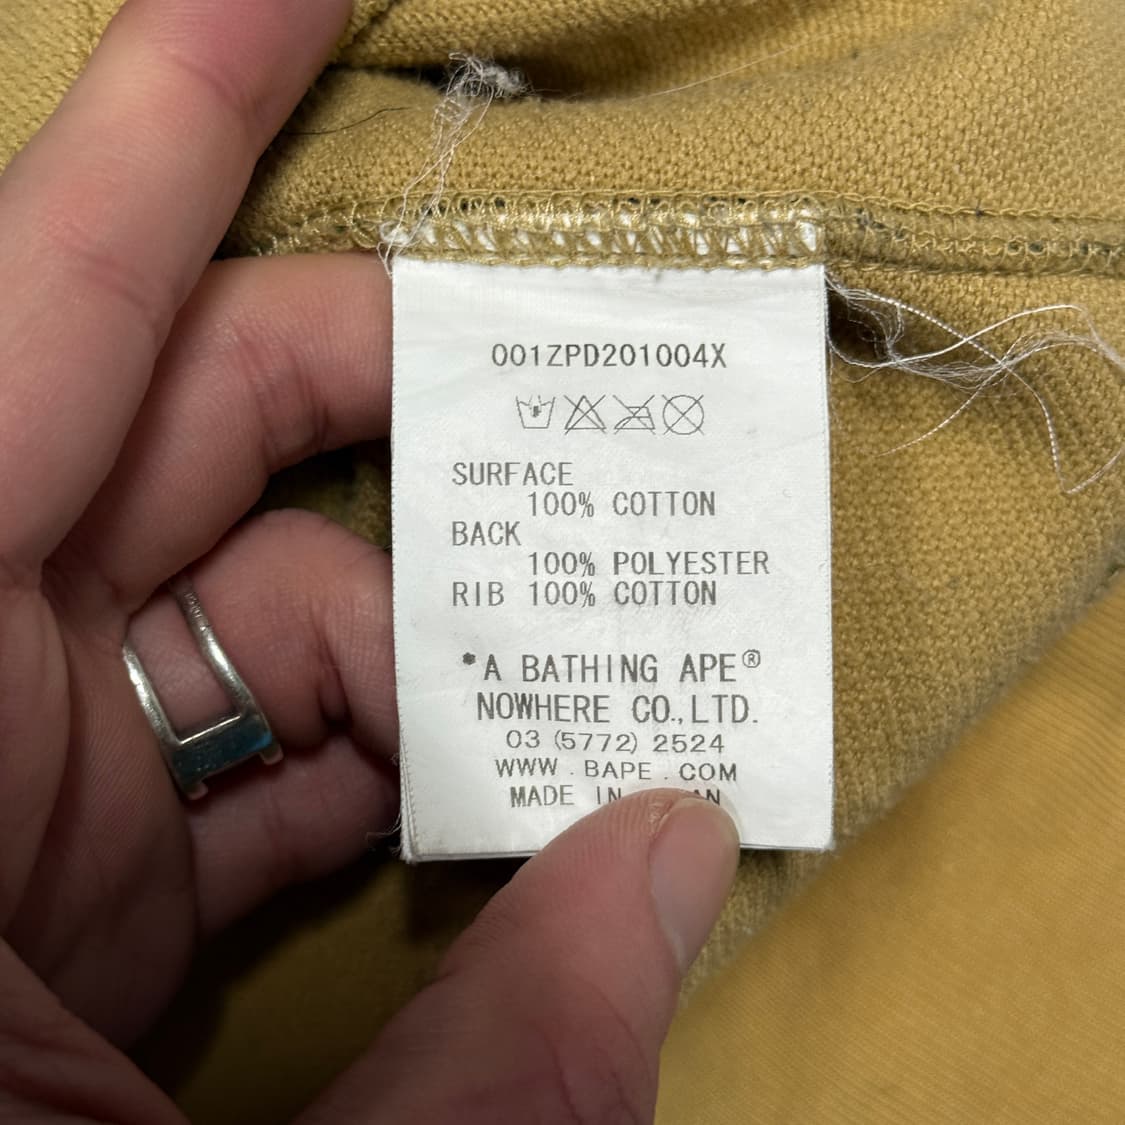 001ZPD201004X
SURFACE
100% COTTON
BACK
100% POLYESTER
RIB 100% COTTON
*A BATHING APE®
NOWHERE CO.,LTD.
03 (5772) 2524
WWW . BAPE . COM
MADE IN